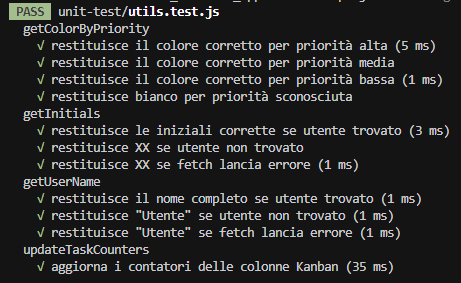 PASS unit-test/utils.test.js
getColorByPriority
√ restituisce il colore corretto per priorità alta (5 ms)
√ restituisce il colore corretto per priorità media
√ restituisce il colore corretto per priorità bassa (1 ms)
√ restituisce bianco per priorità sconosciuta
getInitials
√ restituisce le iniziali corrette se utente trovato (3 ms)
√ restituisce XX se utente non trovato
√ restituisce XX se fetch lancia errore (1 ms)
getUserName
√ restituisce il nome completo se utente trovato (1 ms)
√ restituisce "Utente" se utente non trovato (1 ms)
√ restituisce "Utente" se fetch lancia errore (1 ms)
updateTaskCounters
√ aggiorna i contatori delle colonne Kanban (35 ms)